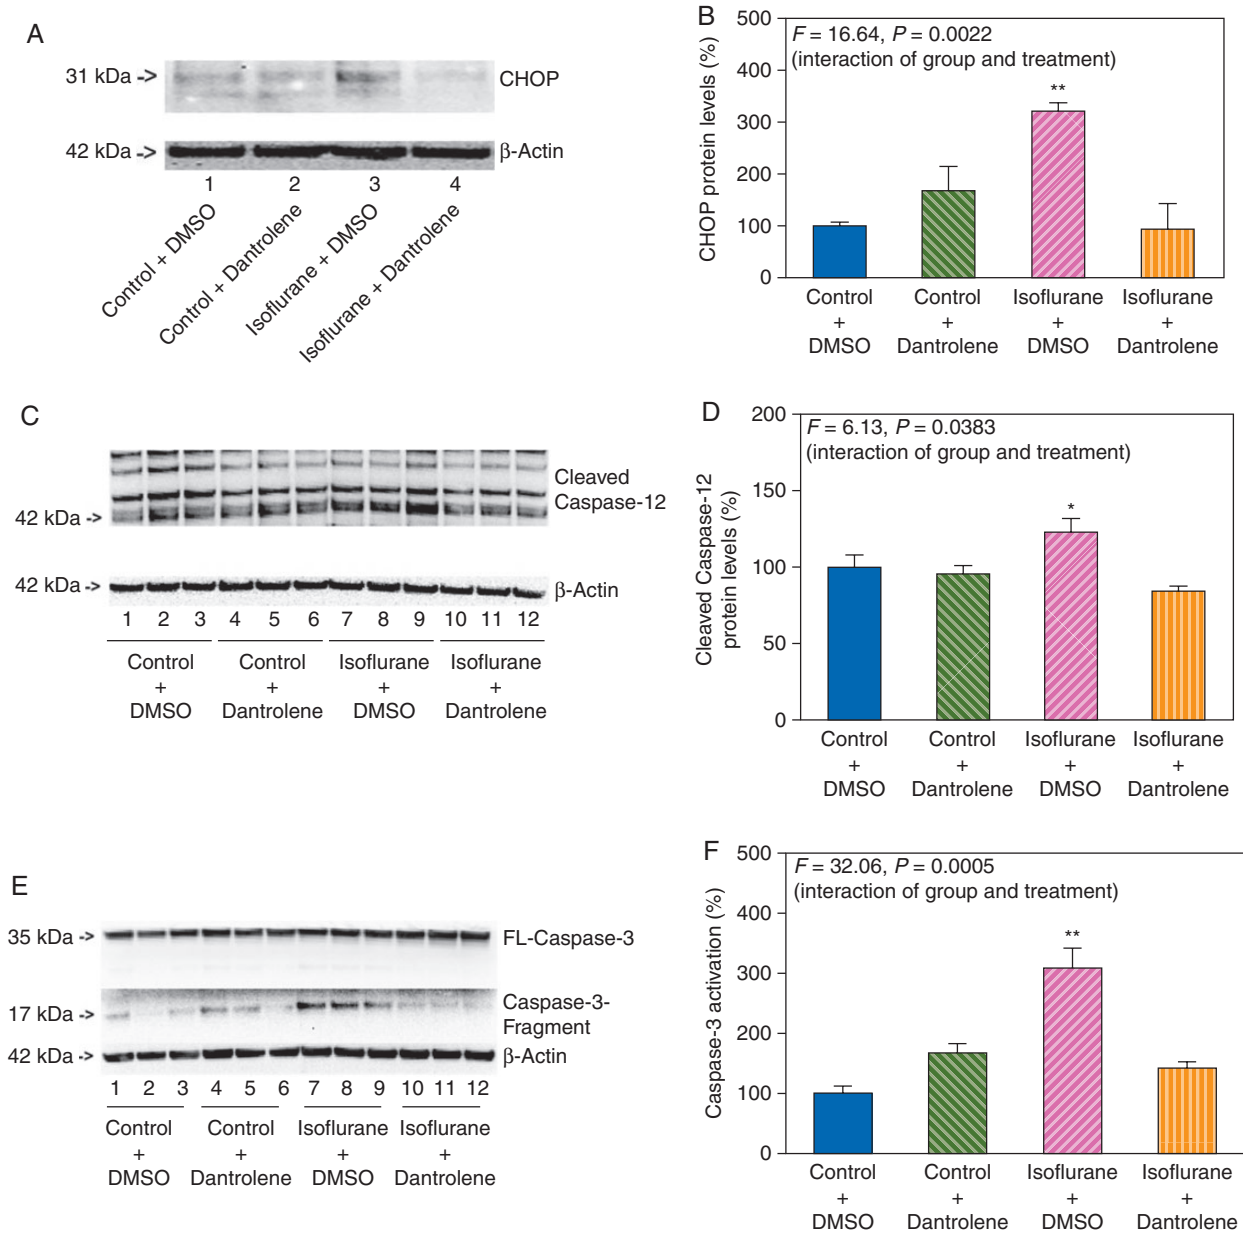 A
31 kDa ->
CHOP
42 kDa ->
β-Actin
1 2 3 4
Control + DMSO
Control + Dantrolene
Isoflurane + DMSO
Isoflurane + Dantrolene
B
F = 16.64, P = 0.0022
(interaction of group and treatment)
CHOP protein levels (%)
500
400
300
200
100
0
**
Control + DMSO
Control + Dantrolene
Isoflurane + DMSO
Isoflurane + Dantrolene
C
Cleaved
Caspase-12
42 kDa ->
42 kDa ->
β-Actin
1 2 3 4 5 6 7 8 9 10 11 12
Control + DMSO
Control + Dantrolene
Isoflurane + DMSO
Isoflurane + Dantrolene
D
F = 6.13, P = 0.0383
(interaction of group and treatment)
Cleaved Caspase-12
protein levels (%)
200
150
100
50
0
*
Control + DMSO
Control + Dantrolene
Isoflurane + DMSO
Isoflurane + Dantrolene
E
35 kDa ->
FL-Caspase-3
17 kDa ->
Caspase-3-
Fragment
42 kDa ->
β-Actin
1 2 3 4 5 6 7 8 9 10 11 12
Control + DMSO
Control + Dantrolene
Isoflurane + DMSO
Isoflurane + Dantrolene
F
F = 32.06, P = 0.0005
(interaction of group and treatment)
Caspase-3 activation (%)
500
400
300
200
100
0
**
Control + DMSO
Control + Dantrolene
Isoflurane + DMSO
Isoflurane + Dantrolene